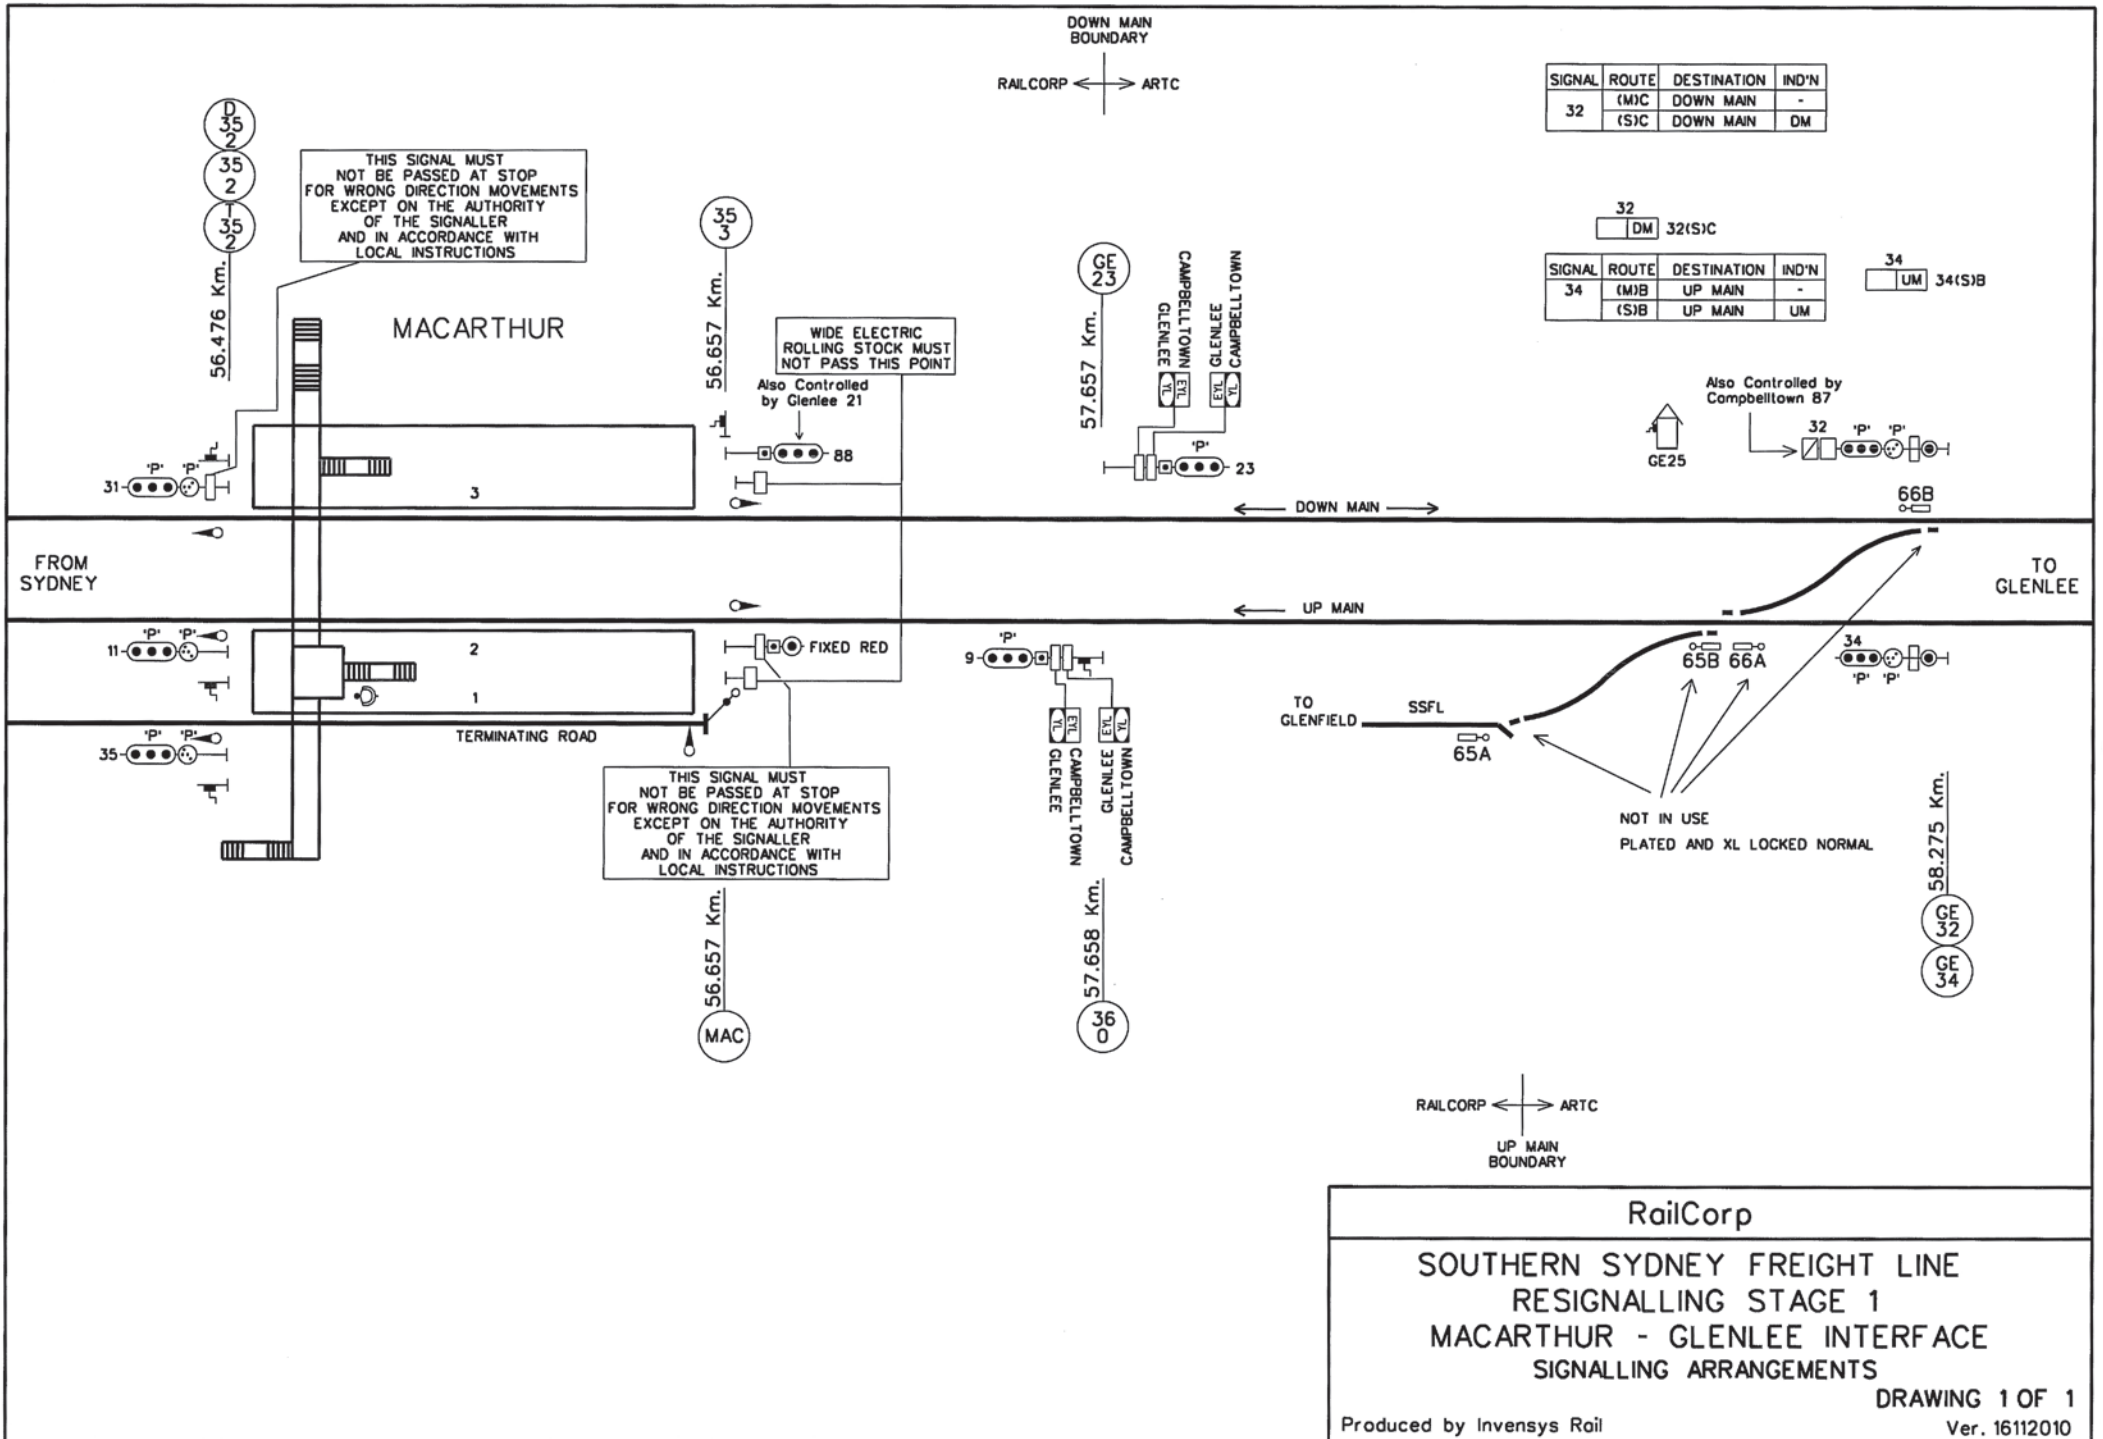 DOWN MAIN
BOUNDARY
RAILCORP
ARTC
SIGNAL ROUTE DESTINATION IND'N
32 (M)C DOWN MAIN -
(S)C DOWN MAIN DM
D
35
2
35
2
T
35
2
56.476 Km.
THIS SIGNAL MUST
NOT BE PASSED AT STOP
FOR WRONG DIRECTION MOVEMENTS
EXCEPT ON THE AUTHORITY
OF THE SIGNALLER
AND IN ACCORDANCE WITH
LOCAL INSTRUCTIONS
MACARTHUR
35
3
56.657 Km.
WIDE ELECTRIC
ROLLING STOCK MUST
NOT PASS THIS POINT
Also Controlled
by Glenlee 21
88
GE
23
57.657 Km.
GLENLEE
CAMPBELLTOWN
GLENLEE
CAMPBELLTOWN
YL
EYL
EYL
YL
'P'
23
32
DM 32(S)C
SIGNAL ROUTE DESTINATION IND'N
34 (M)B UP MAIN -
(S)B UP MAIN UM
34
UM 34(S)B
Also Controlled by
Campbelltown 87
GE25
32 'P' 'P'
66B
'P' 'P'
31
3
DOWN MAIN
FROM
SYDNEY
TO
GLENLEE
UP MAIN
'P' 'P'
11
2
1
FIXED RED
'P'
9
65B 66A
34
'P' 'P'
TO
GLENFIELD
SSFL
65A
TERMINATING ROAD
'P' 'P'
35
YL
EYL
EYL
YL
GLENLEE
CAMPBELLTOWN
GLENLEE
CAMPBELLTOWN
THIS SIGNAL MUST
NOT BE PASSED AT STOP
FOR WRONG DIRECTION MOVEMENTS
EXCEPT ON THE AUTHORITY
OF THE SIGNALLER
AND IN ACCORDANCE WITH
LOCAL INSTRUCTIONS
NOT IN USE
PLATED AND XL LOCKED NORMAL
56.657 Km.
MAC
57.658 Km.
36
0
58.275 Km.
GE
32
GE
34
RAILCORP
ARTC
UP MAIN
BOUNDARY
RailCorp
SOUTHERN SYDNEY FREIGHT LINE
RESIGNALLING STAGE 1
MACARTHUR - GLENLEE INTERFACE
SIGNALLING ARRANGEMENTS
DRAWING 1 OF 1
Produced by Invensys Rail
Ver. 16112010